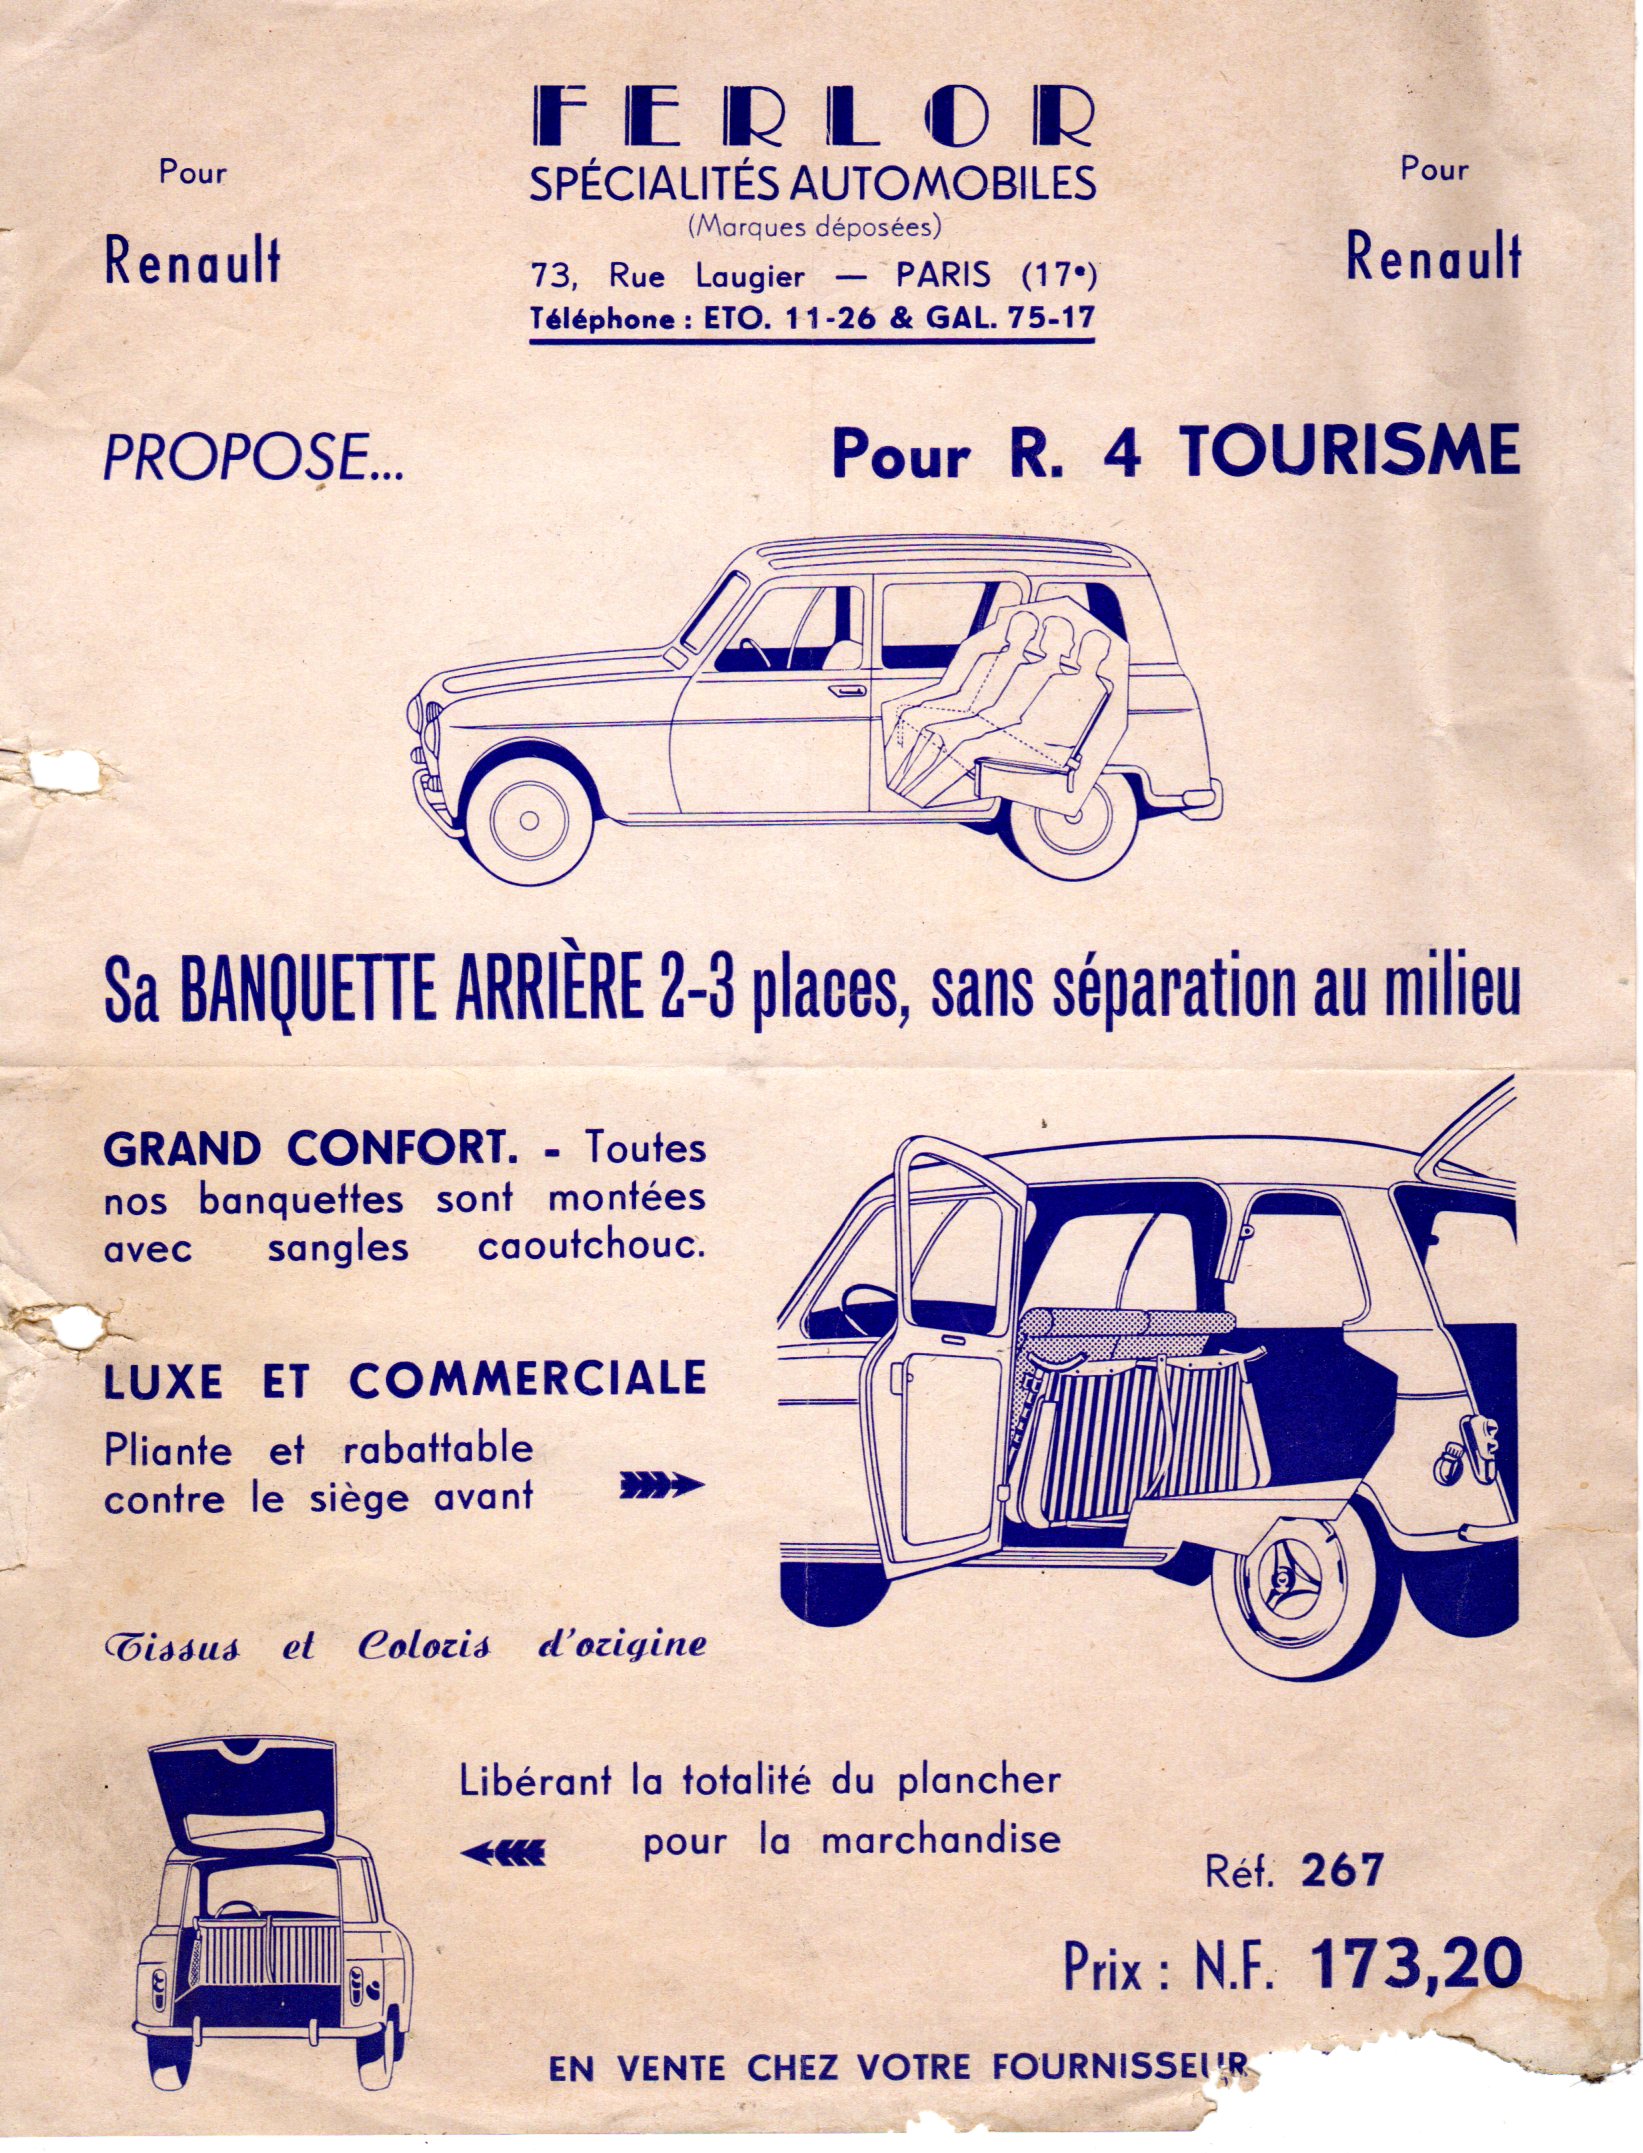 FERLOR
SPÉCIALITÉS AUTOMOBILES
(Marques déposées)
73, Rue Laugier — PARIS (17e)
Téléphone : ETO. 11-26 & GAL. 75-17
Pour
Renault
Pour
Renault
PROPOSE...
Pour R. 4 TOURISME
Sa BANQUETTE ARRIÈRE 2-3 places, sans séparation au milieu
GRAND CONFORT. - Toutes
nos banquettes sont montées
avec sangles caoutchouc.
LUXE ET COMMERCIALE
Pliante et rabattable
contre le siège avant
Tissus et Coloris d'origine
Libérant la totalité du plancher
pour la marchandise
Réf. 267
Prix : N.F. 173,20
EN VENTE CHEZ VOTRE FOURNISSEUR